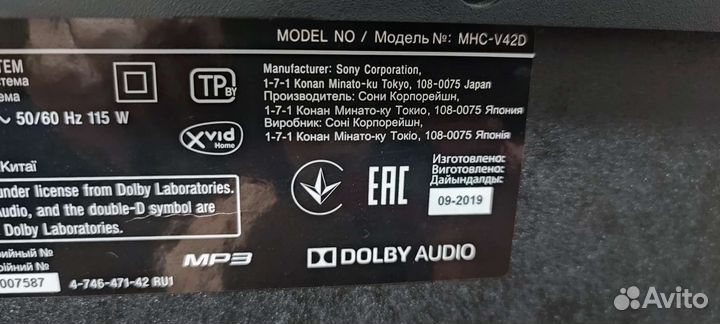 MODEL NO / Модель №: MHC-V42D
TEM
стема
ема
50/60 Hz 115 W
Китаї
under license from Dolby Laboratories.
Audio, and the double-D symbol are
Dolby Laboratories.
рийный №
рійний №
007587
4-746-471-42 RU1
TP
BY
xvid
Home
Manufacturer: Sony Corporation,
1-7-1 Konan Minato-ku Tokyo, 108-0075 Japan
Производитель: Сони Корпорейшн,
1-7-1 Конан Минато-ку Токио, 108-0075 Япония
Виробник: Соні Корпорейшн,
1-7-1 Конан Мінато-ку Токіо, 108-0075 Японія
EAC
Изготовлено:
Виготовлено:
Дайындалды:
09-2019
MP3
DOLBY AUDIO
Avito